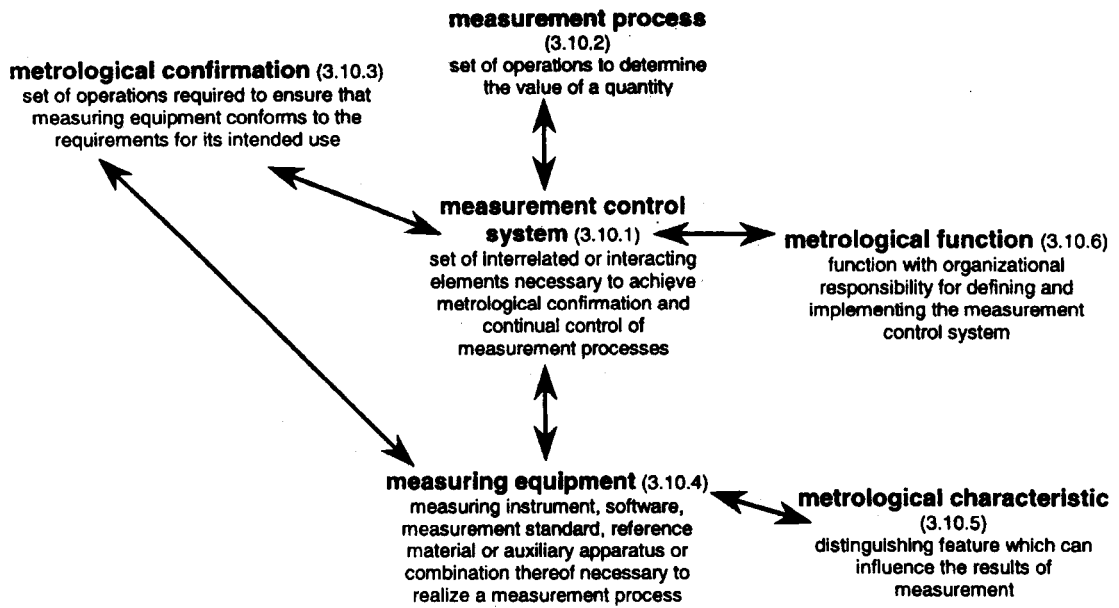 measurement process
(3.10.2)
set of operations to determine
the value of a quantity
metrological confirmation (3.10.3)
set of operations required to ensure that
measuring equipment conforms to the
requirements for its intended use
measurement control
system (3.10.1)
set of interrelated or interacting
elements necessary to achieve
metrological confirmation and
continual control of
measurement processes
metrological function (3.10.6)
function with organizational
responsibility for defining and
implementing the measurement
control system
measuring equipment (3.10.4)
measuring instrument, software,
measurement standard, reference
material or auxiliary apparatus or
combination thereof necessary to
realize a measurement process
metrological characteristic
(3.10.5)
distinguishing feature which can
influence the results of
measurement